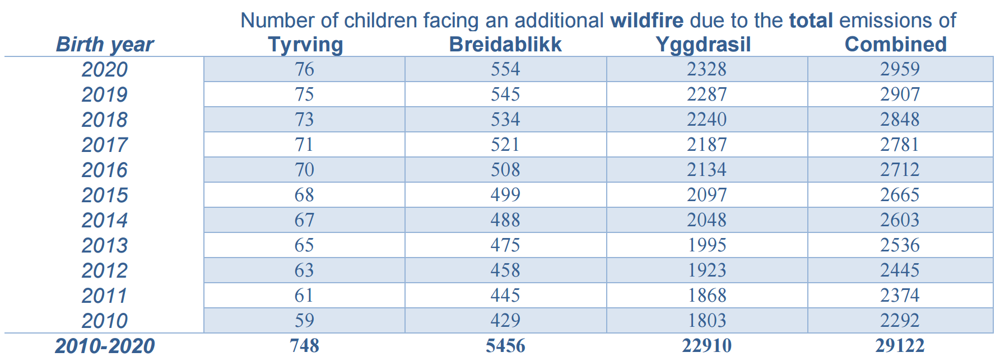 Number of children facing an additional wildfire due to the total emissions of
Birth year Tyrving Breidablikk Yggdrasil Combined
2020 76 554 2328 2959
2019 75 545 2287 2907
2018 73 534 2240 2848
2017 71 521 2187 2781
2016 70 508 2134 2712
2015 68 499 2097 2665
2014 67 488 2048 2603
2013 65 475 1995 2536
2012 63 458 1923 2445
2011 61 445 1868 2374
2010 59 429 1803 2292
2010-2020 748 5456 22910 29122